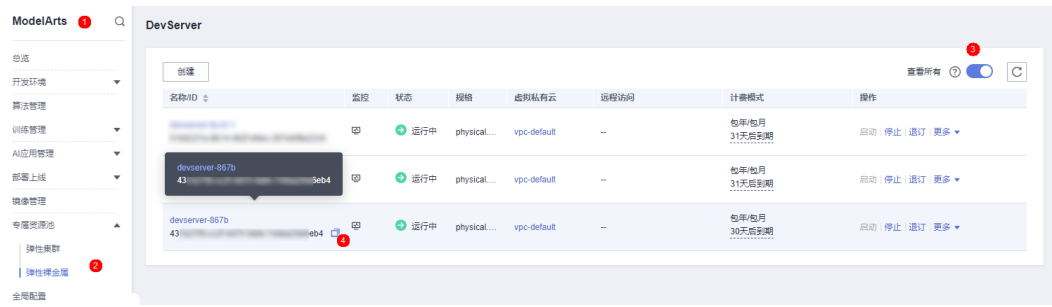 ModelArts 1
DevServer
总览
开发环境
算法管理
训练管理
AI应用管理
部署上线
镜像管理
专属资源池
弹性集群
弹性裸金属 2
全局配置
创建
3
查看所有
名称/ID 监控 状态 规格 虚拟私有云 远程访问 计费模式 操作
运行中 physical.... vpc-default -- 包年/包月 启动 停止 退订 更多
31天后到期
devserver-867b
43 5eb4
运行中 physical.... vpc-default -- 包年/包月 启动 停止 退订 更多
31天后到期
devserver-867b
43 eb4 4
运行中 physical.... vpc-default -- 包年/包月 启动 停止 退订 更多
30天后到期